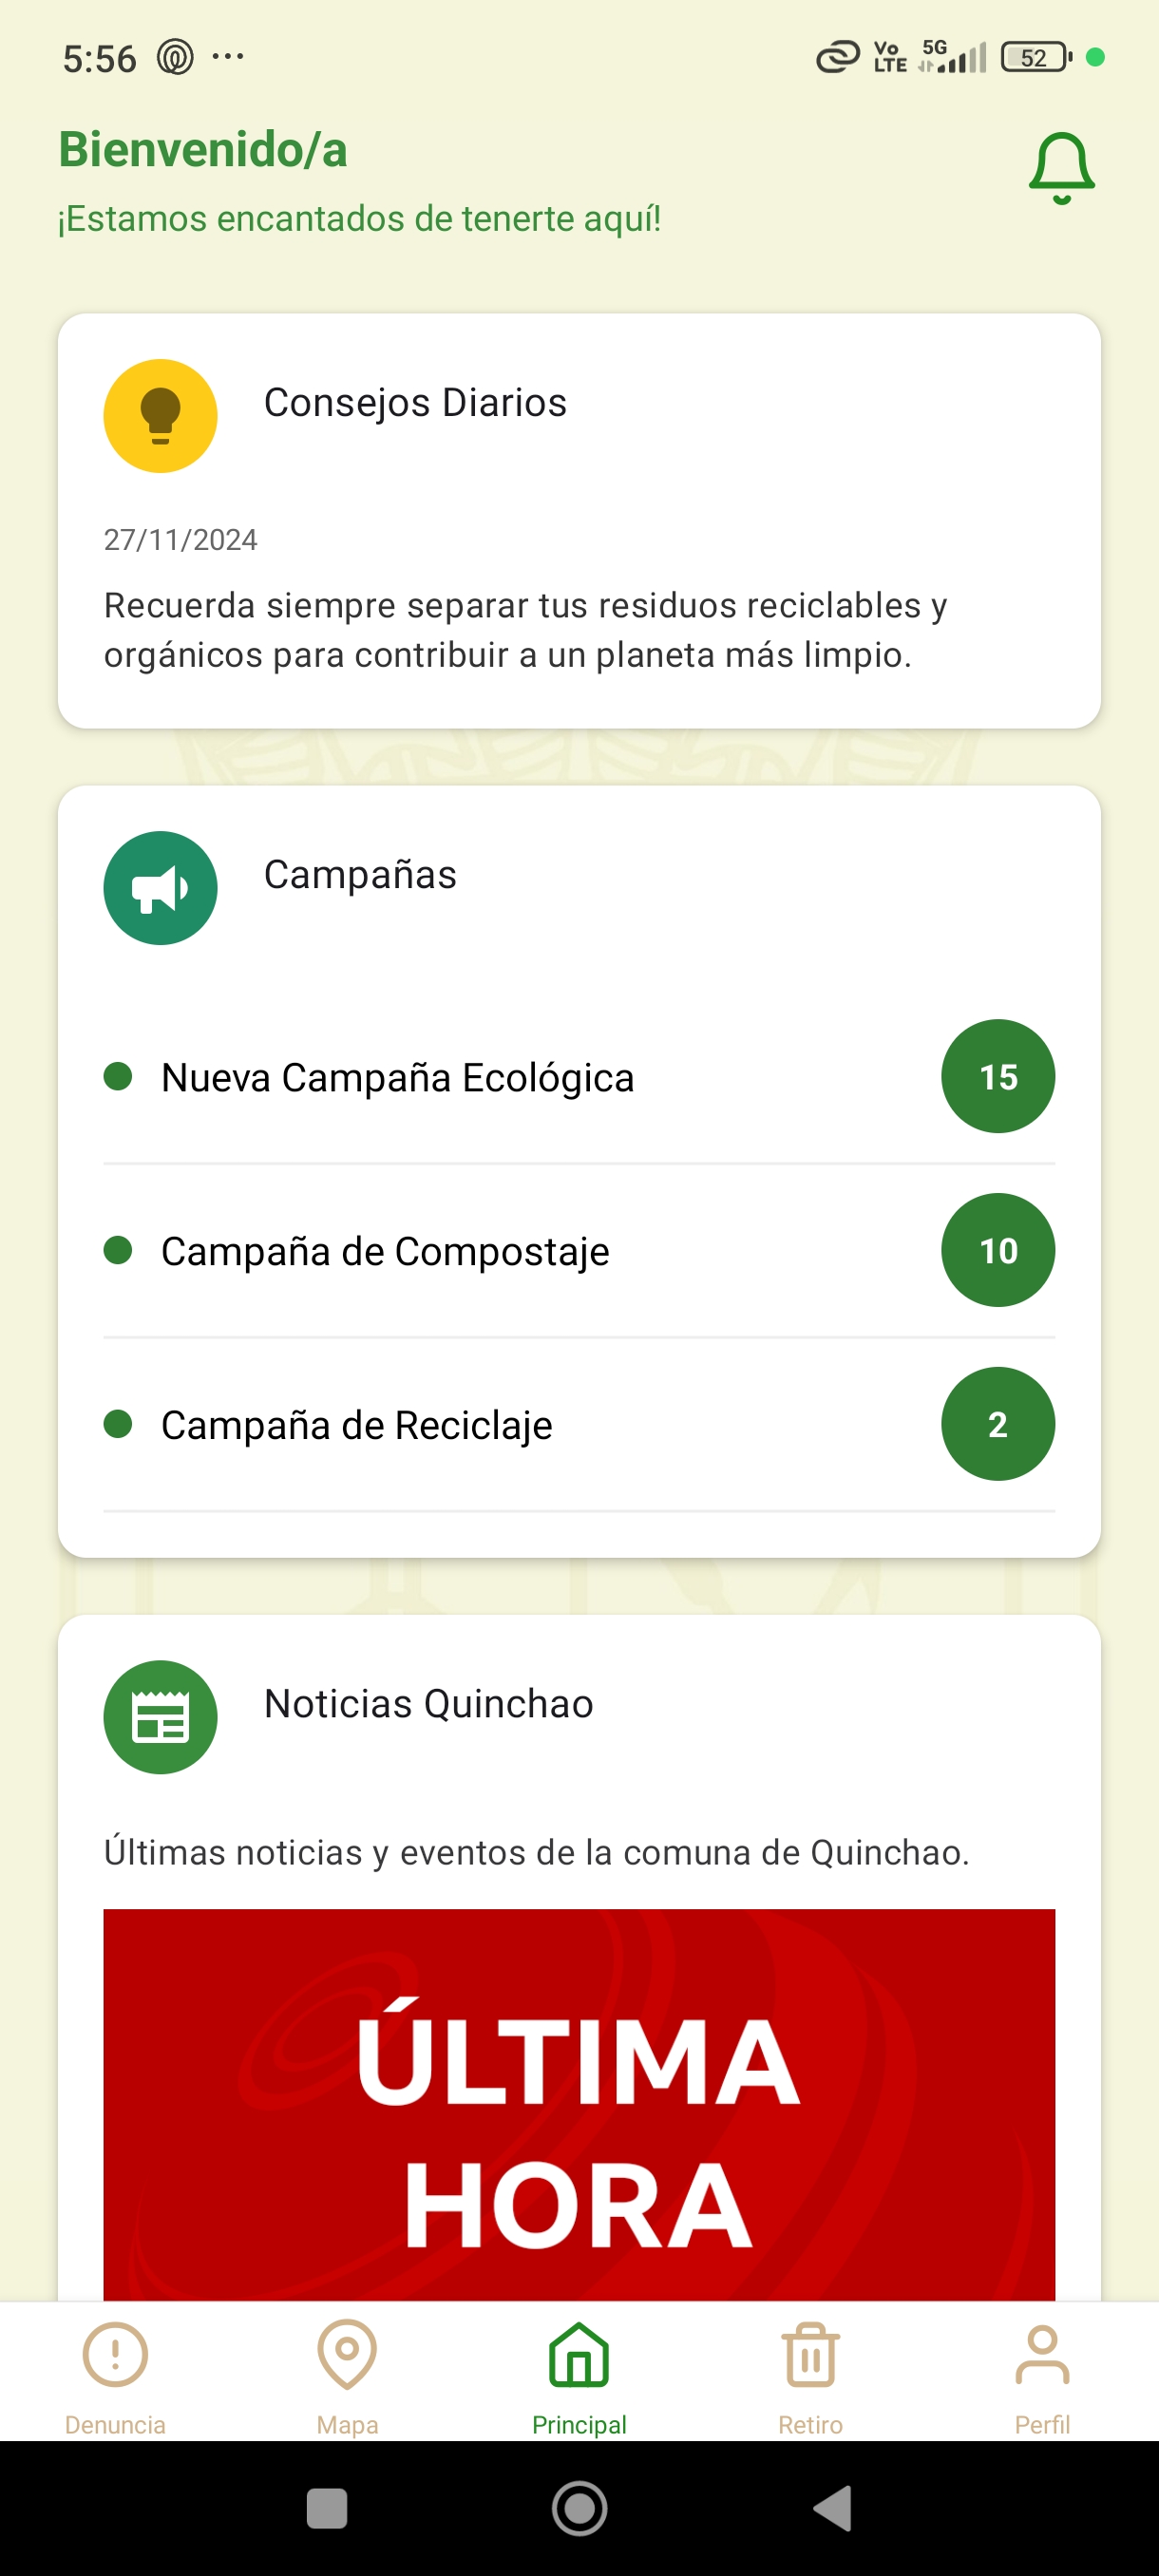 5:56
Vo LTE 5G 52
Bienvenido/a
¡Estamos encantados de tenerte aquí!
Consejos Diarios
27/11/2024
Recuerda siempre separar tus residuos reciclables y
orgánicos para contribuir a un planeta más limpio.
Campañas
Nueva Campaña Ecológica 15
Campaña de Compostaje 10
Campaña de Reciclaje 2
Noticias Quinchao
Últimas noticias y eventos de la comuna de Quinchao.
ÚLTIMA
HORA
Denuncia Mapa Principal Retiro Perfil